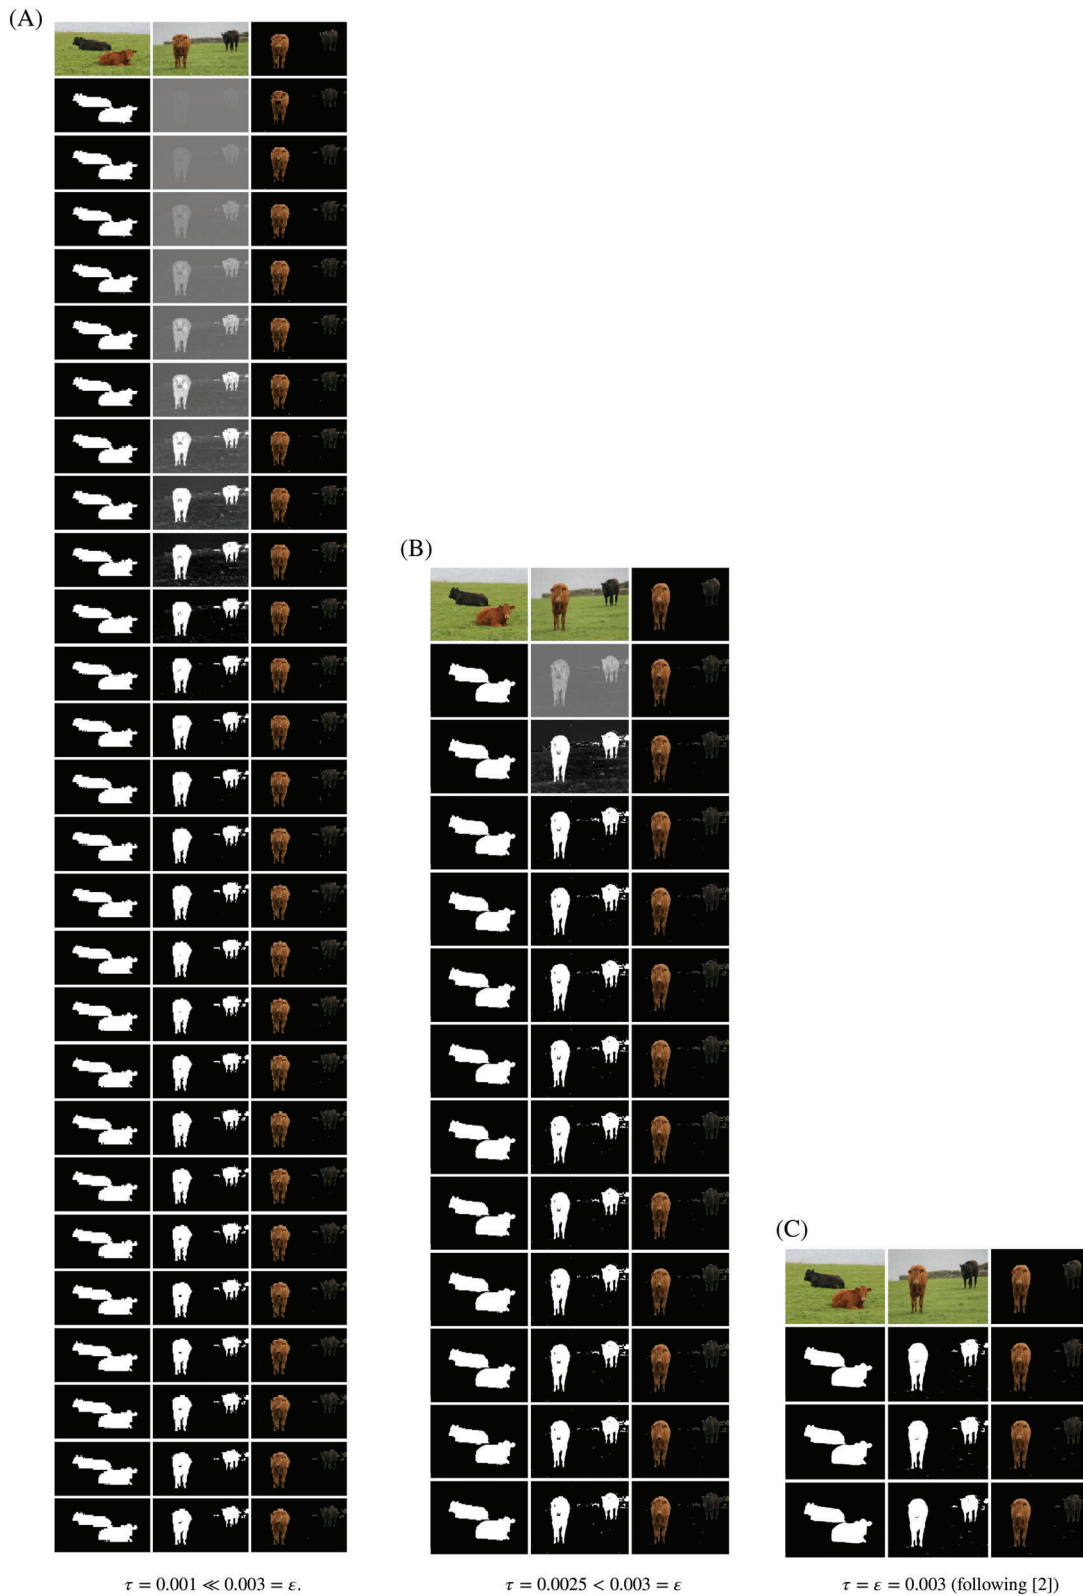 (A)
(B)
(C)
τ = 0.001 ≪ 0.003 = ε.
τ = 0.0025 < 0.003 = ε
τ = ε = 0.003 (following [2])